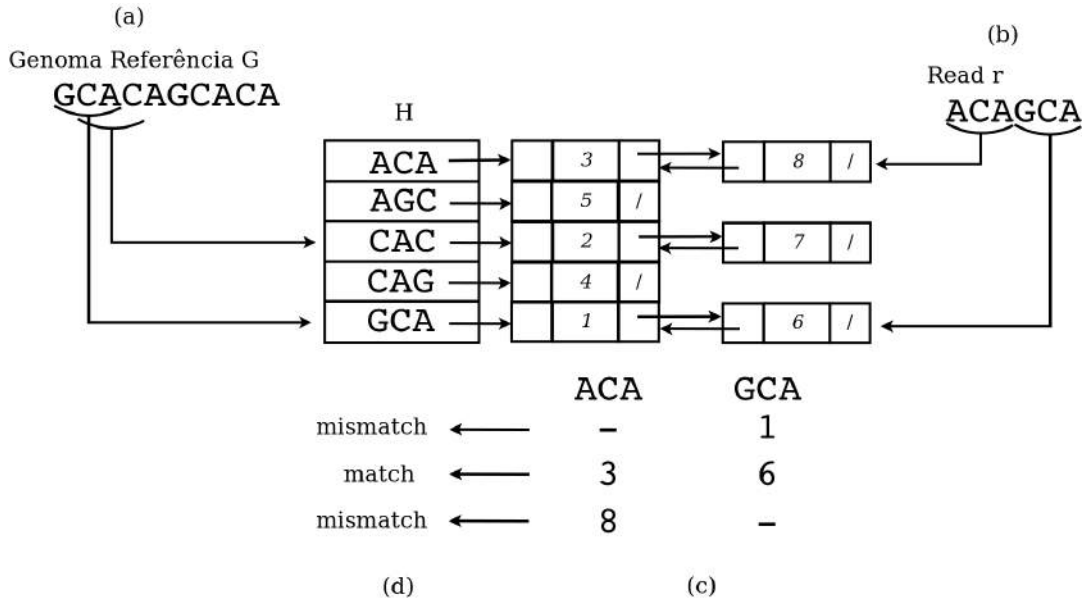 (a)
Genoma Referência G
GCACAGCACA
(b)
Read r
ACAGCA
H
ACA 3 8 /
AGC 5 /
CAC 2 7 /
CAG 4 /
GCA 1 6 /
ACA GCA
mismatch – 1
match 3 6
mismatch 8 –
(d) (c)